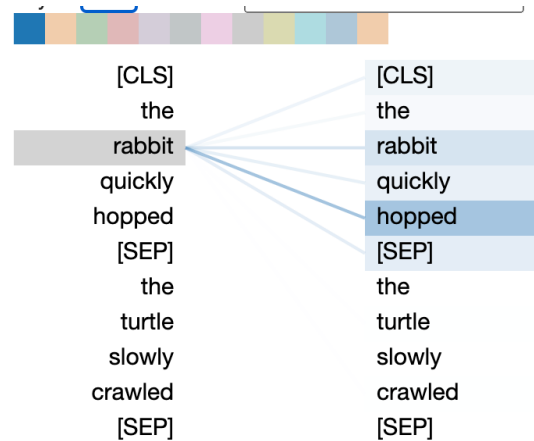 [CLS] [CLS]
the the
rabbit rabbit
quickly quickly
hopped hopped
[SEP] [SEP]
the the
turtle turtle
slowly slowly
crawled crawled
[SEP] [SEP]